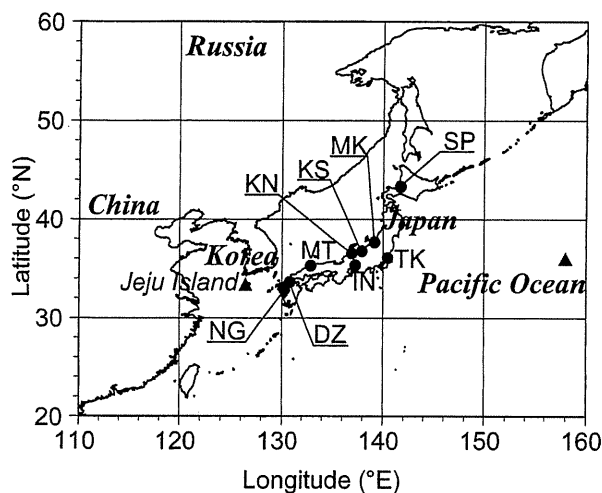 60
50
40
30
20
Latitude (°N)
110
120
130
140
150
160
Longitude (°E)
Russia
MK
SP
KS
KN
China
Japan
Korea
MT
TK
Jeju Island
IN
Pacific Ocean
NG
DZ